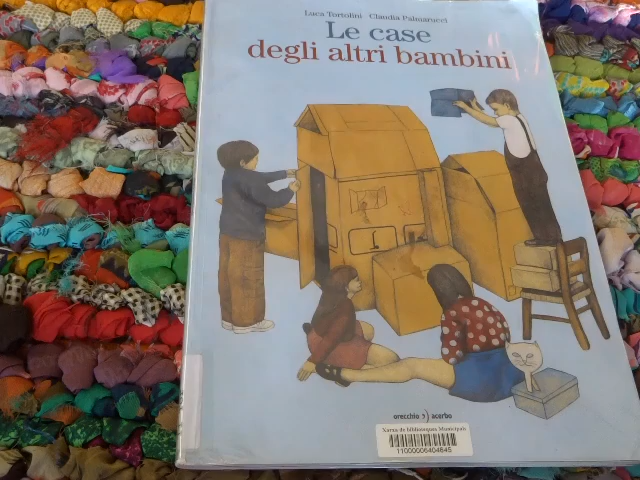 Luca Tortolini · Claudia Palmarucci
Le case
degli altri bambini
orecchio acerbo
Xarxa de biblioteques Municipals
11000006404645